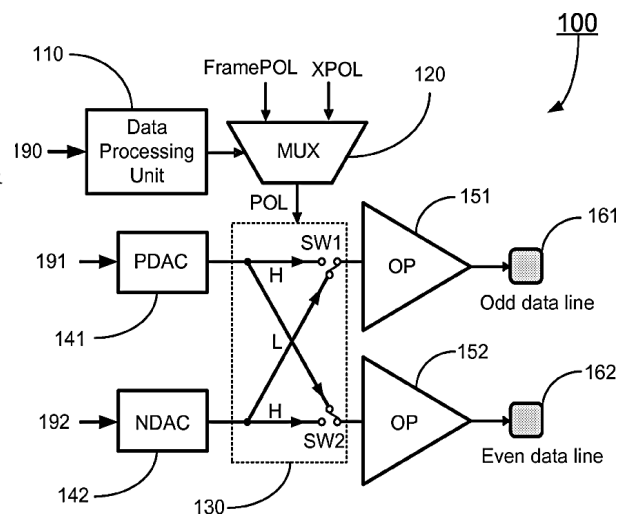 100
110
FramePOL XPOL
120
190
Data
Processing
Unit
MUX
POL
151
161
191
PDAC
SW1
H
OP
Odd data line
141
L
152
162
192
NDAC
H
SW2
OP
Even data line
142
130